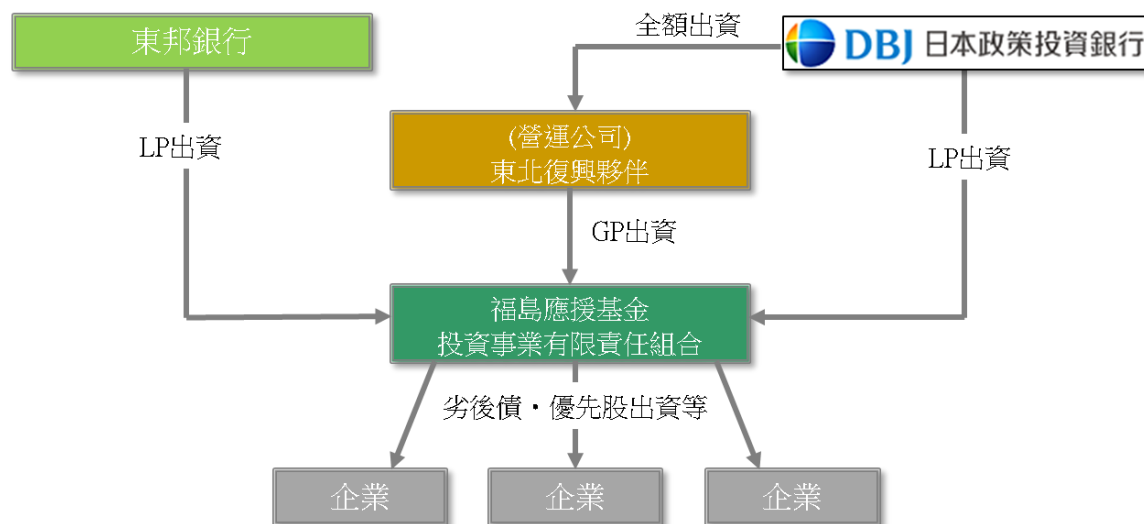 東邦銀行
全額出資
DBJ 日本政策投資銀行
LP出資
(營運公司)
東北復興夥伴
LP出資
GP出資
福島應援基金
投資事業有限責任組合
劣後債・優先股出資等
企業
企業
企業